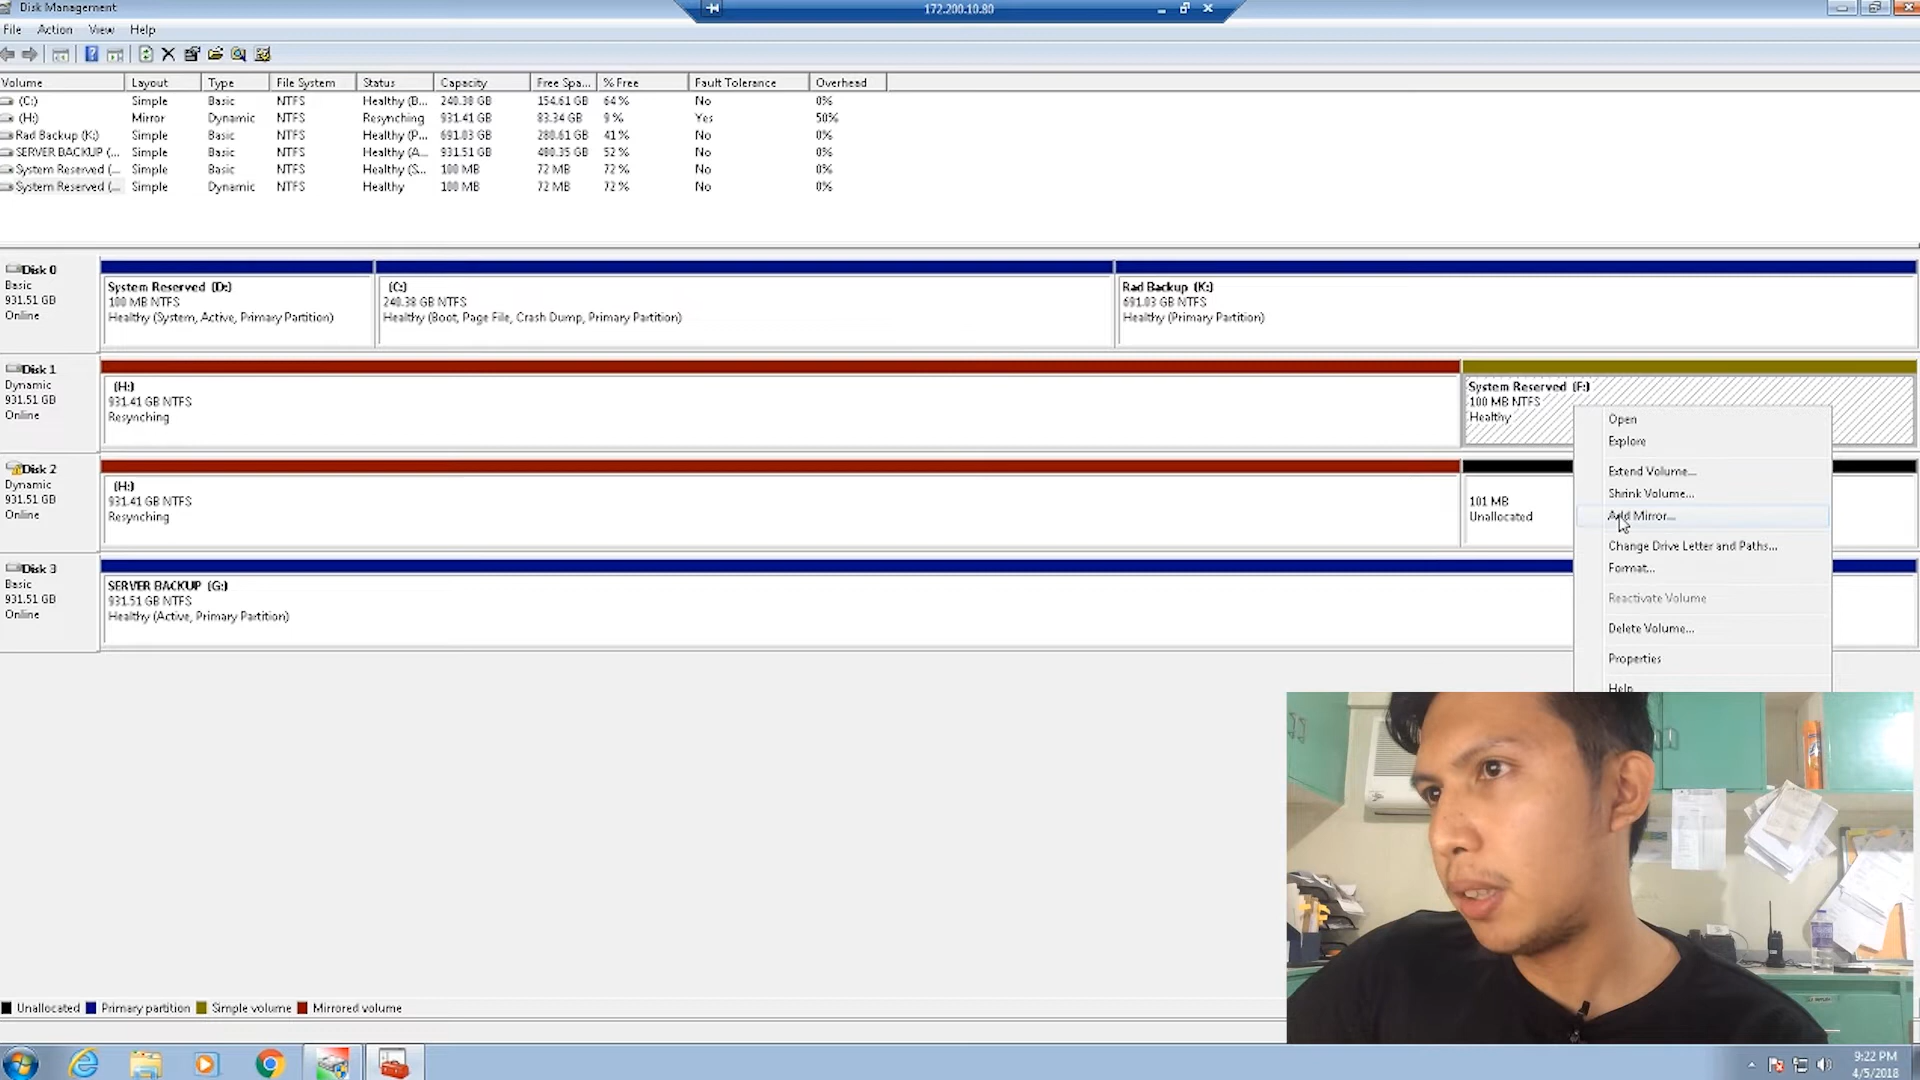 Disk Management
172.200.10.80
File Action View Help
Volume Layout Type File System Status Capacity Free Spa... % Free Fault Tolerance Overhead
(C:) Simple Basic NTFS Healthy (B... 240.38 GB 154.61 GB 64 % No 0%
(H:) Mirror Dynamic NTFS Resynching 931.41 GB 83.34 GB 9 % Yes 50%
Rad Backup (K:) Simple Basic NTFS Healthy (P... 691.03 GB 280.61 GB 41 % No 0%
SERVER BACKUP (... Simple Basic NTFS Healthy (A... 931.51 GB 480.35 GB 52 % No 0%
System Reserved (... Simple Basic NTFS Healthy (S... 100 MB 72 MB 72 % No 0%
System Reserved (... Simple Dynamic NTFS Healthy 100 MB 72 MB 72 % No 0%
Disk 0
Basic
931.51 GB
Online
System Reserved (D:)
100 MB NTFS
Healthy (System, Active, Primary Partition)
(C:)
240.38 GB NTFS
Healthy (Boot, Page File, Crash Dump, Primary Partition)
Rad Backup (K:)
691.03 GB NTFS
Healthy (Primary Partition)
Disk 1
Dynamic
931.51 GB
Online
(H:)
931.41 GB NTFS
Resynching
System Reserved (F:)
100 MB NTFS
Healthy
Disk 2
Dynamic
931.51 GB
Online
(H:)
931.41 GB NTFS
Resynching
101 MB
Unallocated
Disk 3
Basic
931.51 GB
Online
SERVER BACKUP (G:)
931.51 GB NTFS
Healthy (Active, Primary Partition)
Open
Explore
Extend Volume...
Shrink Volume...
Add Mirror...
Change Drive Letter and Paths...
Format...
Reactivate Volume
Delete Volume...
Properties
Help
Unallocated Primary partition Simple volume Mirrored volume
9:22 PM
4/5/2018